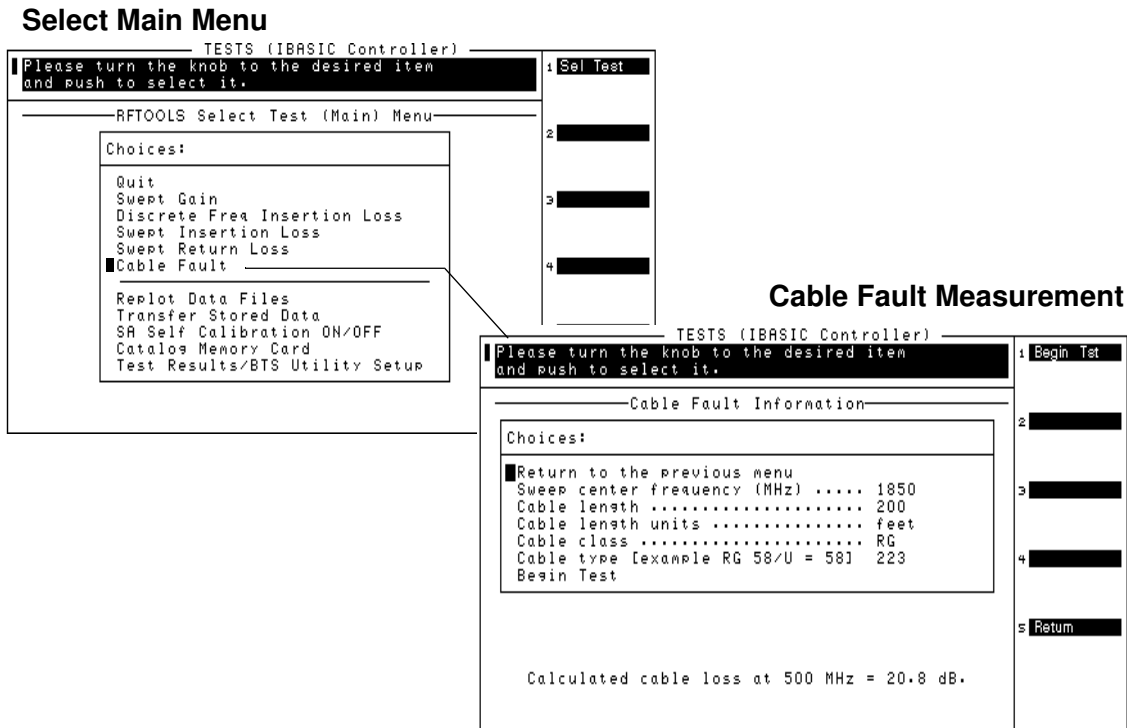 Select Main Menu
TESTS (IBASIC Controller)
Please turn the knob to the desired item
and push to select it.
1 Sel Test
2
3
4
RFTOOLS Select Test (Main) Menu
Choices:
Quit
Swept Gain
Discrete Freq Insertion Loss
Swept Insertion Loss
Swept Return Loss
Cable Fault
Replot Data Files
Transfer Stored Data
SA Self Calibration ON/OFF
Catalog Memory Card
Test Results/BTS Utility Setup
Cable Fault Measurement
TESTS (IBASIC Controller)
Please turn the knob to the desired item
and push to select it.
1 Begin Tst
2
3
4
5 Return
Cable Fault Information
Choices:
Return to the previous menu
Sweep center frequency (MHz) ..... 1850
Cable length ...................... 200
Cable length units ............... feet
Cable class ....................... RG
Cable type [example RG 58/U = 58] 223
Begin Test
Calculated cable loss at 500 MHz = 20.8 dB.